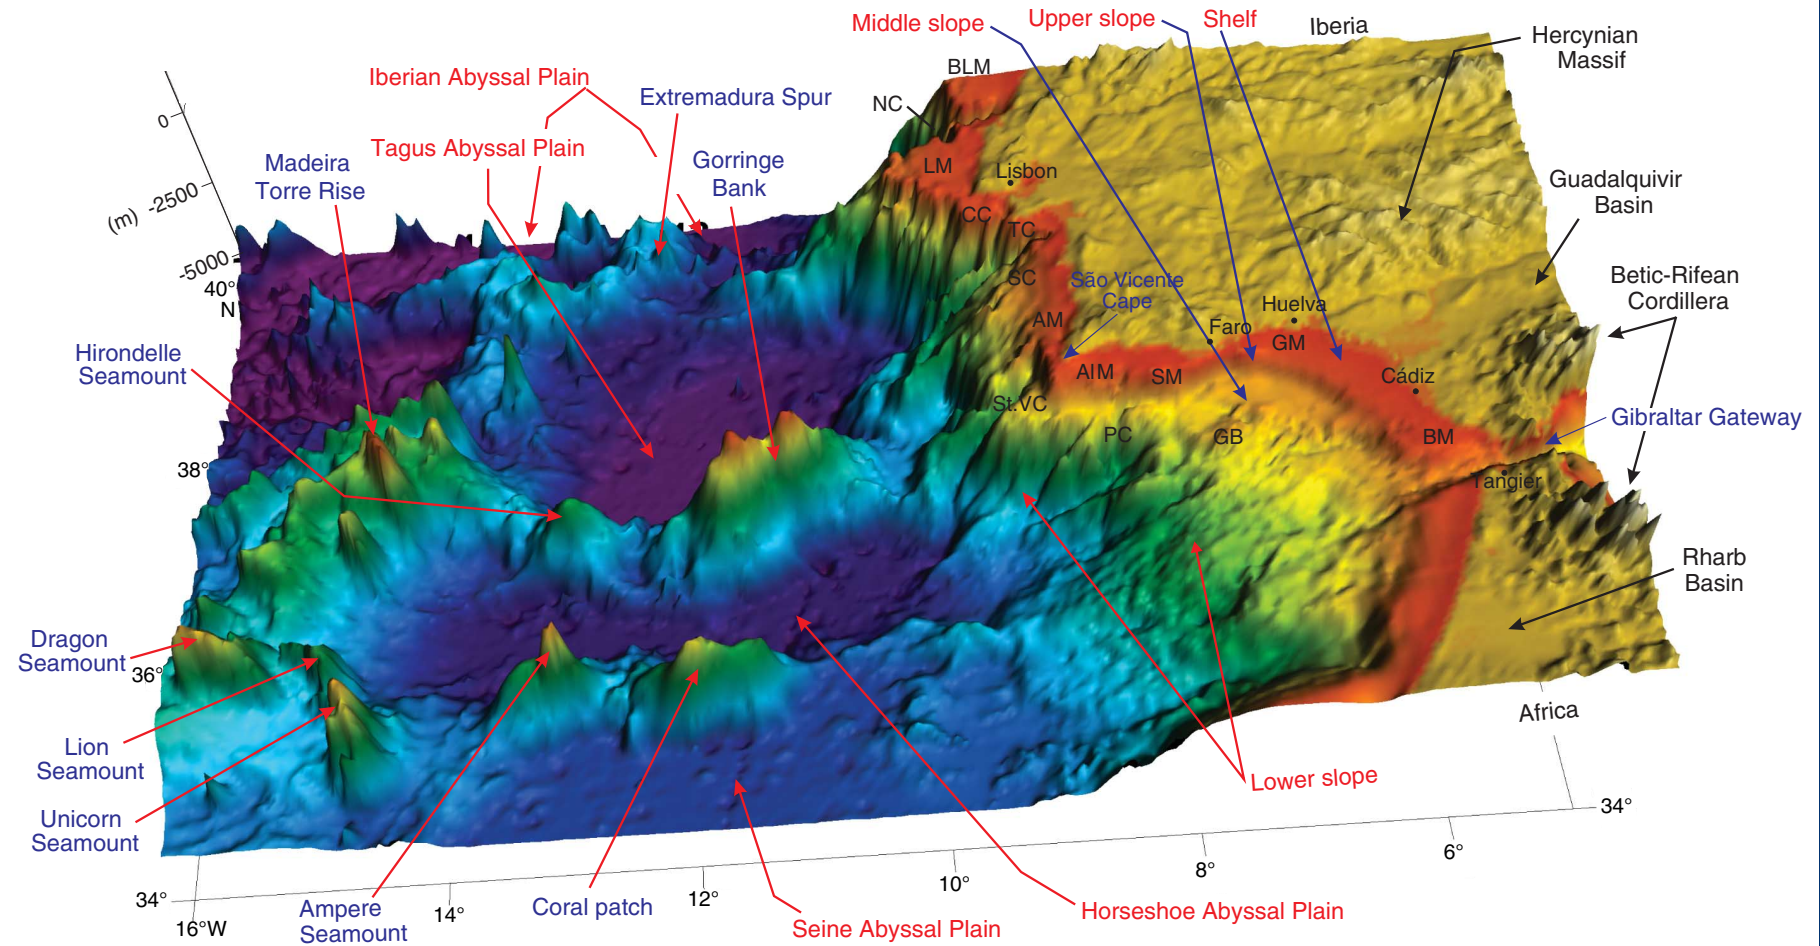 Middle slope
Upper slope
Shelf
Iberia
Hercynian
Massif
Iberian Abyssal Plain
BLM
Extremadura Spur
NC
0
Tagus Abyssal Plain
Madeira
Torre Rise
Gorringe
Bank
LM
Lisbon
Guadalquivir
Basin
(m)
-2500
CC
TC
-5000
40°
N
SC
São Vicente
Cape
Betic-Rifean
Cordillera
AM
Huelva
Faro
GM
Hirondelle
Seamount
AIM
SM
Cádiz
St.VC
Gibraltar Gateway
PC
GB
BM
38°
Tangier
Rharb
Basin
Dragon
Seamount
36°
Africa
Lion
Seamount
Lower slope
34°
Unicorn
Seamount
6°
8°
10°
12°
14°
34°
16°W
Ampere
Seamount
Coral patch
Seine Abyssal Plain
Horseshoe Abyssal Plain